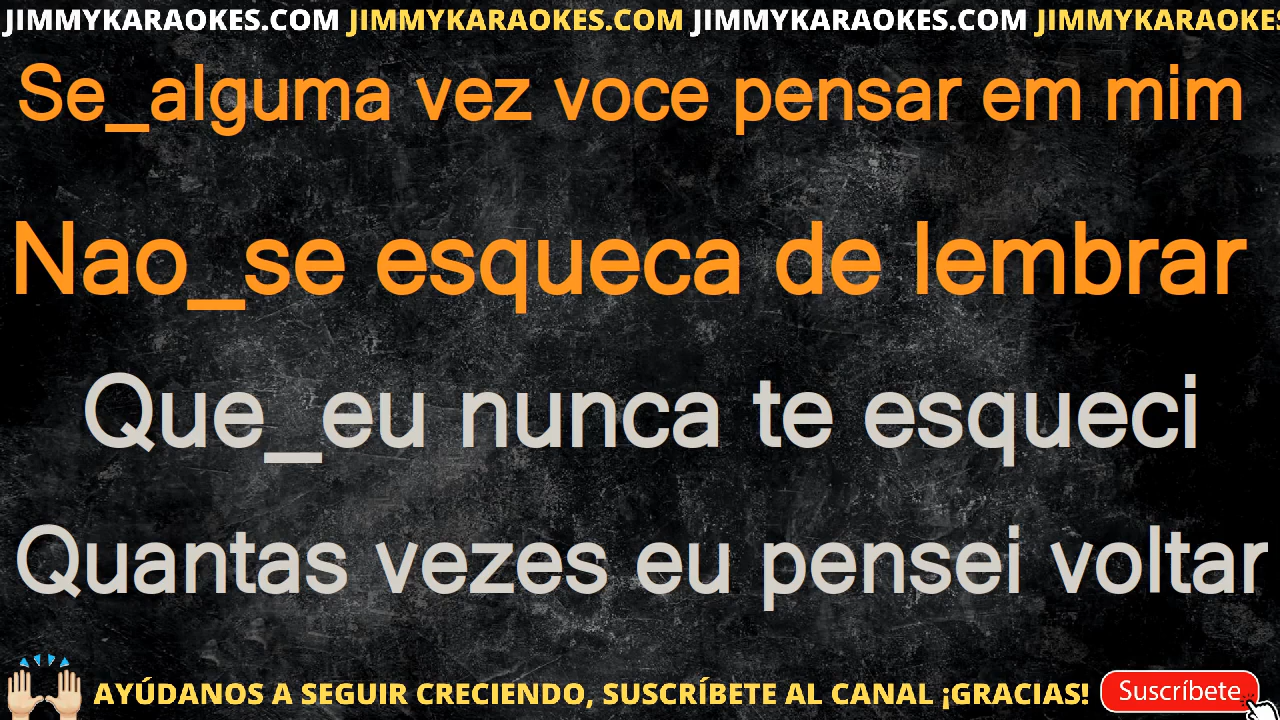 JIMMYKARAOKES.COM JIMMYKARAOKES.COM JIMMYKARAOKES.COM JIMMYKARAOKES
Se_alguma vez voce pensar em mim
Nao_se esqueca de lembrar
Que_eu nunca te esqueci
Quantas vezes eu pensei voltar
AYÚDANOS A SEGUIR CRECIENDO, SUSCRÍBETE AL CANAL ¡GRACIAS! Suscríbete